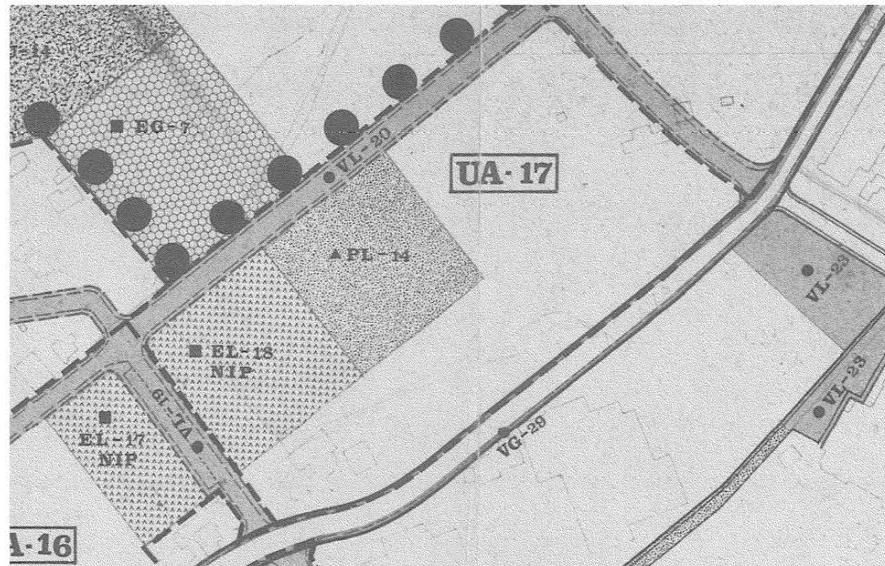 EG-7
VL-20
UA-17
PL-14
VL-23
EL-18
NIP
VL-23
EL-17
NIP
VL-19
VG-29
A-16